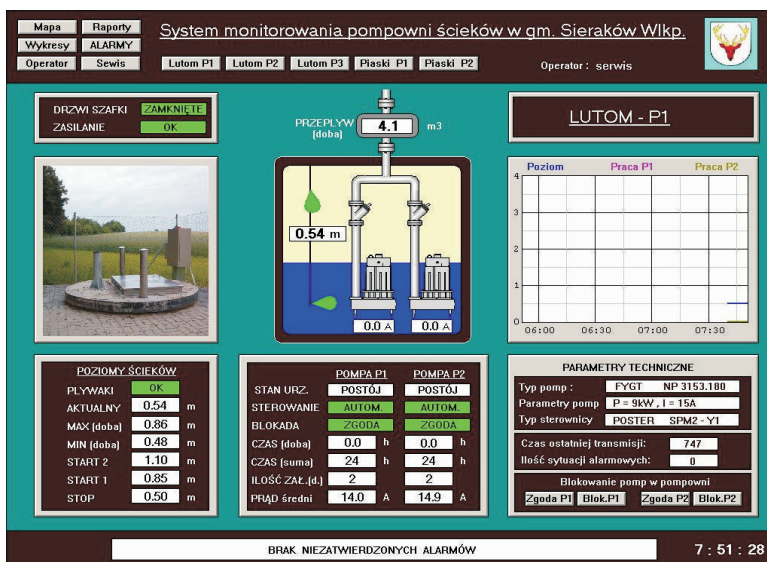 Mapa Raporty
Wykresy ALARMY
Operator Sewis
System monitorowania pompowni ścieków w gm. Sieraków Wlkp.
Lutom P1 Lutom P2 Lutom P3 Piaski P1 Piaski P2
Operator : serwis
DRZWI SZAFKI ZAMKNIĘTE
ZASILANIE OK
PRZEPŁYW (doba) 4.1 m3
LUTOM - P1
0.54 m
0.0 A 0.0 A
Poziom Praca P1 Praca P2
4
3
2
1
0
06:00 06:30 07:00 07:30
POZIOMY ŚCIEKÓW
PLYWAKI OK
AKTUALNY 0.54 m
MAX (doba) 0.86 m
MIN (doba) 0.48 m
START 2 1.10 m
START 1 0.85 m
STOP 0.50 m
POMPA P1 POMPA P2
STAN URZ. POSTÓJ POSTÓJ
STEROWANIE AUTOM. AUTOM.
BLOKADA ZGODA ZGODA
CZAS (doba) 0.0 h 0.0 h
CZAS (suma) 24 h 24 h
ILOŚĆ ZAŁ.(d.) 2 2
PRĄD średni 14.0 A 14.9 A
PARAMETRY TECHNICZNE
Typ pomp : FYGT NP 3153.180
Parametry pomp P = 9kW , I = 15A
Typ sterownicy POSTER SPM2 - Y1
Czas ostatniej transmisji: 747
Ilość sytuacji alarmowych: 0
Blokowanie pomp w pompowni
Zgoda P1 Blok.P1 Zgoda P2 Blok.P2
BRAK NIEZATWIERDZONYCH ALARMÓW
7 : 51 : 28